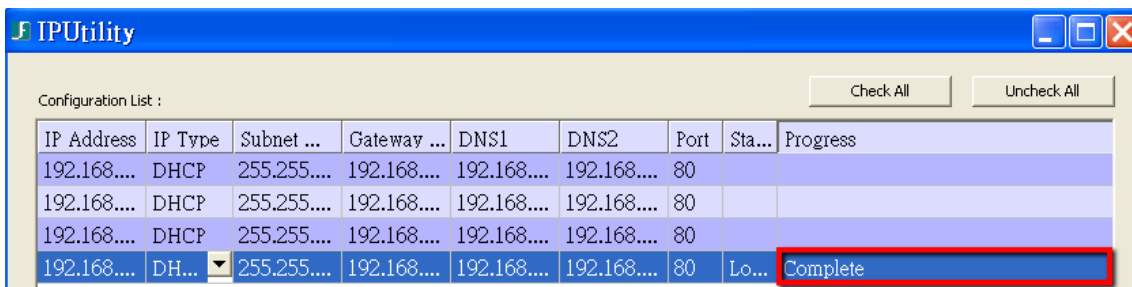 IPUtility
Configuration List :
Check All
Uncheck All
IP Address IP Type Subnet ... Gateway ... DNS1 DNS2 Port Sta... Progress
192.168.... DHCP 255.255.... 192.168.... 192.168.... 192.168.... 80
192.168.... DHCP 255.255.... 192.168.... 192.168.... 192.168.... 80
192.168.... DHCP 255.255.... 192.168.... 192.168.... 192.168.... 80
192.168.... DH... 255.255.... 192.168.... 192.168.... 192.168.... 80 Lo... Complete